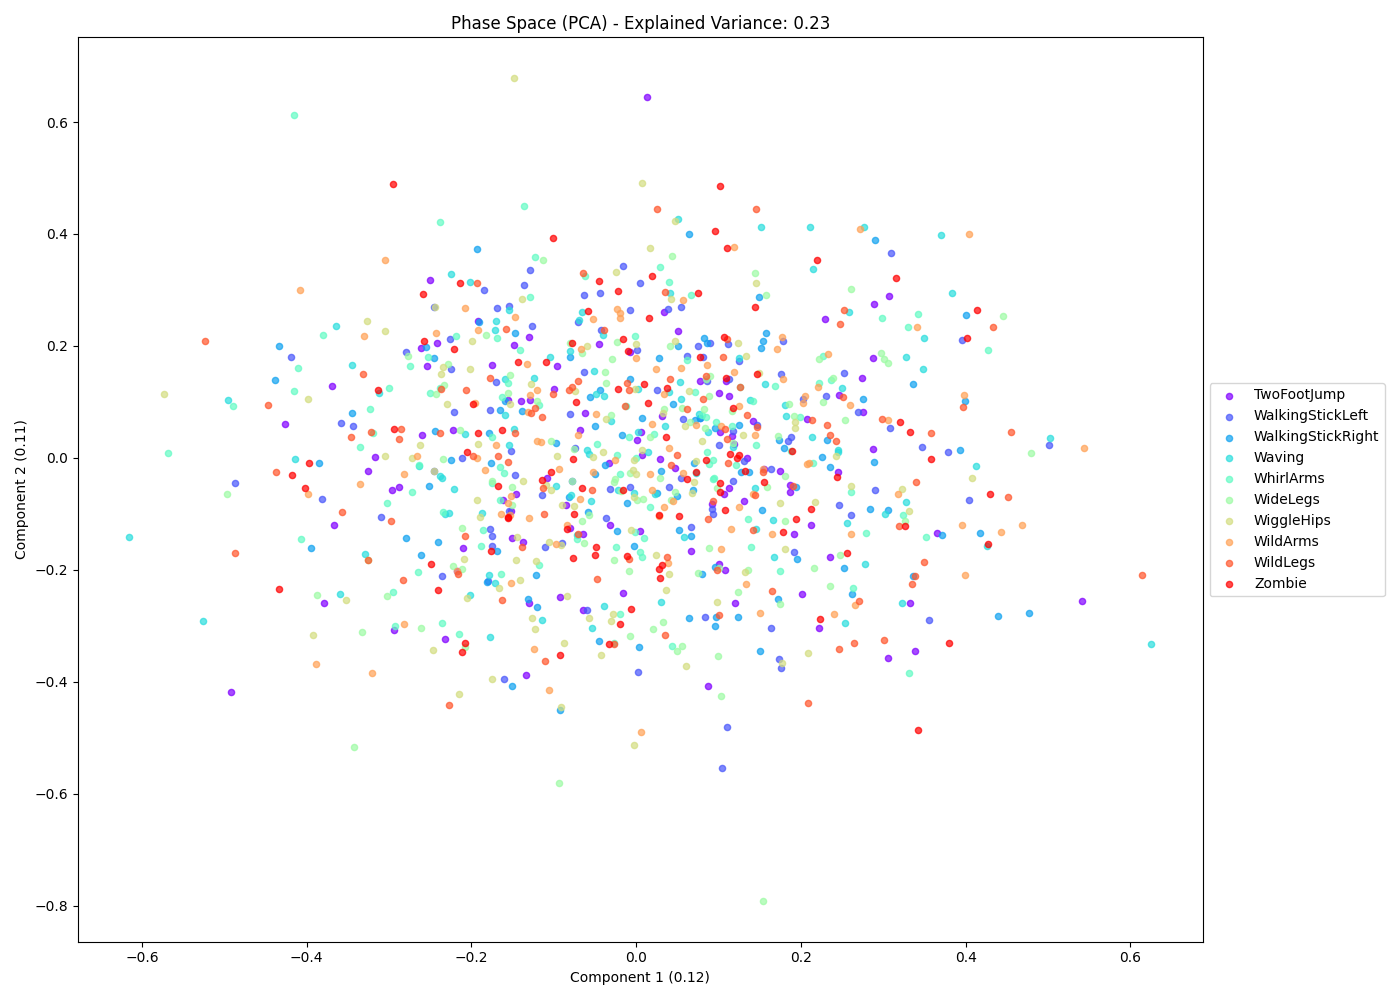 Phase Space (PCA) - Explained Variance: 0.23
Component 2 (0.11)
0.6
0.4
0.2
0.0
−0.2
−0.4
−0.6
−0.8
−0.6
−0.4
−0.2
0.0
0.2
0.4
0.6
Component 1 (0.12)
TwoFootJump
WalkingStickLeft
WalkingStickRight
Waving
WhirlArms
WideLegs
WiggleHips
WildArms
WildLegs
Zombie